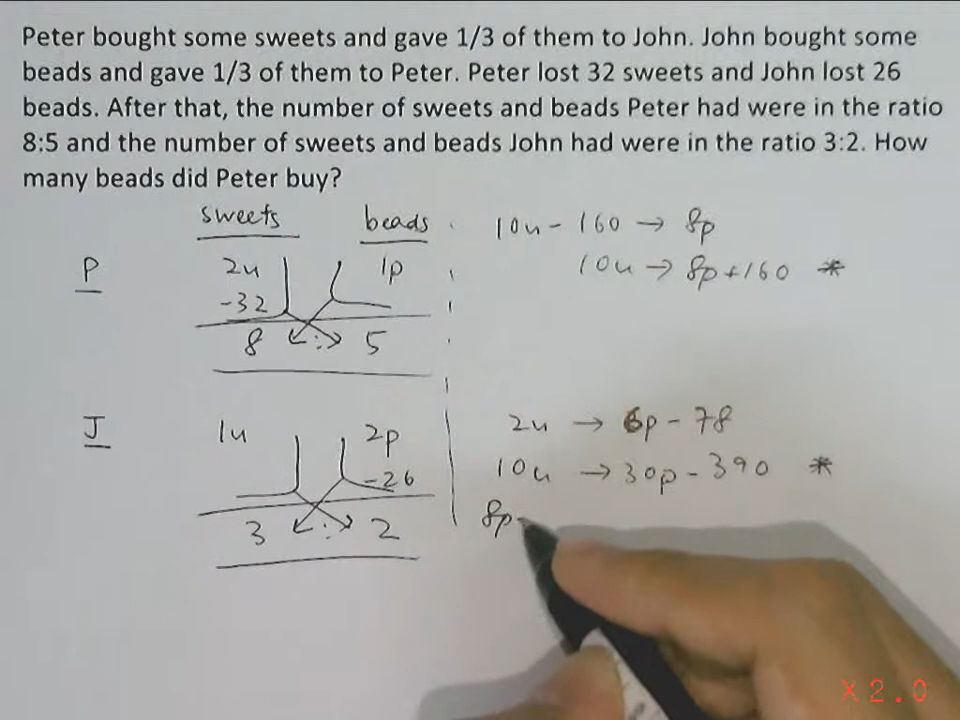 Peter bought some sweets and gave 1/3 of them to John. John bought some
beads and gave 1/3 of them to Peter. Peter lost 32 sweets and John lost 26
beads. After that, the number of sweets and beads Peter had were in the ratio
8:5 and the number of sweets and beads John had were in the ratio 3:2. How
many beads did Peter buy?
sweets beads
P 2u 1p
-32
8 : 5
10u - 160 → 8p
10u → 8p + 160 *
J 1u 2p
-26
3 : 2
2u → 6p - 78
10u → 30p - 390 *
8p
x2.0